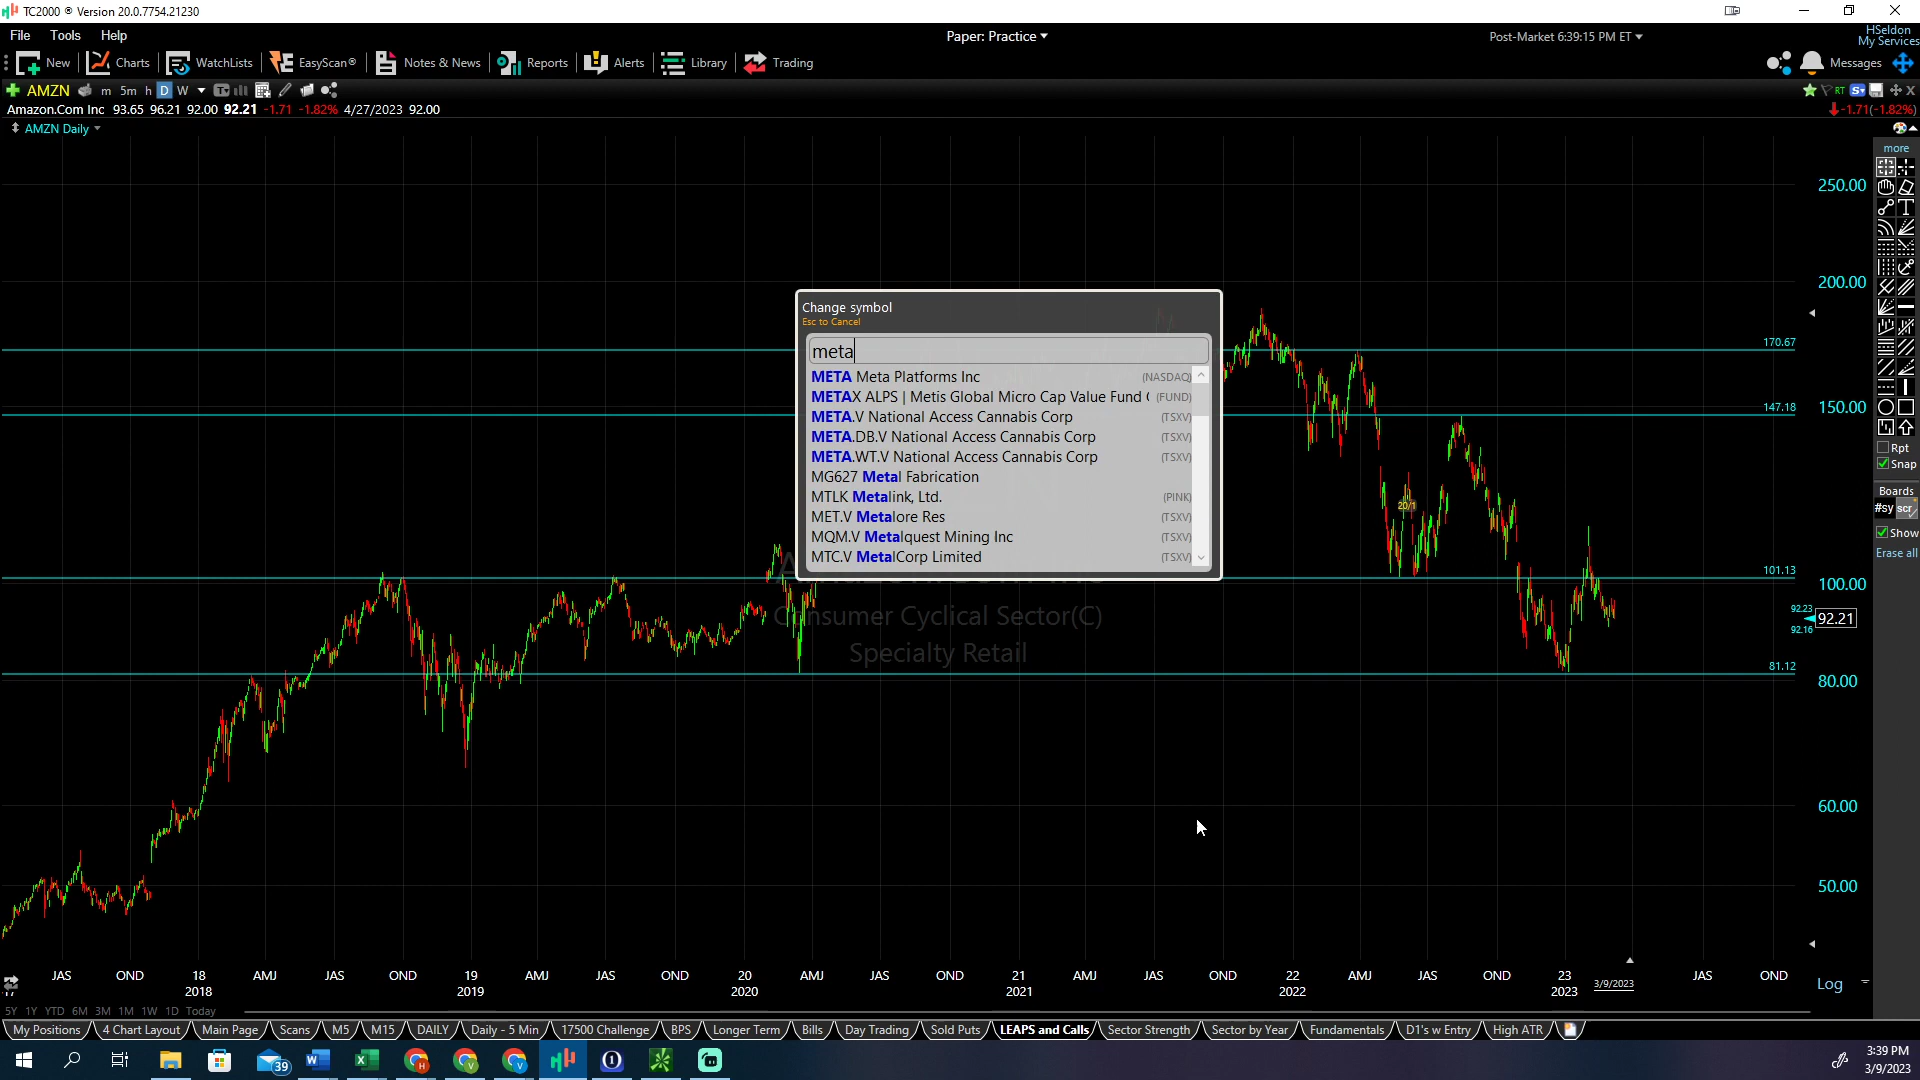 TC2000 ® Version 20.0.7754.21230
File Tools Help
Paper: Practice
Post-Market 6:39:15 PM ET
HSeldon
My Services
New Charts WatchLists EasyScan® Notes & News Reports Alerts Library Trading
Messages
AMZN m 5m h D W
RT
Amazon.Com Inc 93.65 96.21 92.00 92.21 -1.71 -1.82% 4/27/2023 92.00
-1.71(-1.82%)
AMZN Daily
more
250.00
200.00
Change symbol
Esc to Cancel
meta
META Meta Platforms Inc (NASDAQ)
METAX ALPS | Metis Global Micro Cap Value Fund (FUND)
META.V National Access Cannabis Corp (TSXV)
META.DB.V National Access Cannabis Corp (TSXV)
META.WT.V National Access Cannabis Corp (TSXV)
MG627 Metal Fabrication
MTLK Metalink, Ltd. (PINK)
MET.V Metalore Res (TSXV)
MQM.V Metalquest Mining Inc (TSXV)
MTC.V MetalCorp Limited (TSXV)
170.67
147.18
150.00
20/1
Rpt
Snap
Boards
#sy scr
Show
Erase all
101.13
100.00
Consumer Cyclical Sector(C)
Specialty Retail
92.23
92.21
92.16
81.12
80.00
60.00
50.00
JAS OND 18 AMJ JAS OND 19 AMJ JAS OND 20 AMJ JAS OND 21 AMJ JAS OND 22 AMJ JAS OND 23 JAS OND
2018 2019 2020 2021 2022 2023
3/9/2023
Log
5Y 1Y YTD 6M 3M 1M 1W 1D Today
My Positions 4 Chart Layout Main Page Scans M5 M15 DAILY Daily - 5 Min 17500 Challenge BPS Longer Term Bills Day Trading Sold Puts LEAPS and Calls Sector Strength Sector by Year Fundamentals D1's w Entry High ATR
39
3:39 PM
3/9/2023